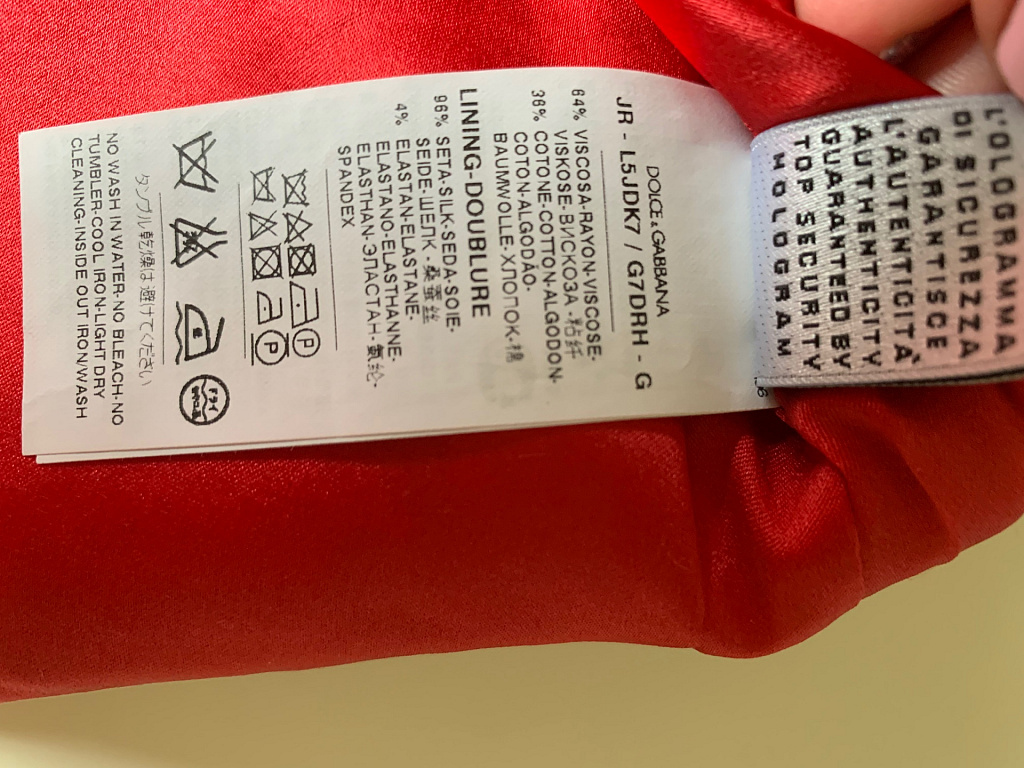 DOLCE & GABBANA
JR - L5JDK7 / G7DRH - G
64% VISCOSA-RAYON-VISCOSE-
VISKOSE-ВИСКОЗА-粘纤
36% COTONE-COTTON-ALGODON-
COTON-ALGODÃO-
BAUMWOLLE-ХЛОПОК-棉
LINING-DOUBLURE
96% SETA-SILK-SEDA-SOIE-
SEIDE-ШЕЛК-桑蚕丝
4% ELASTAN-ELASTANE-
ELASTANO-ELASTHANNE-
ELASTHAN-ЭЛАСТАН-氨纶-
SPANDEX
P
P
タンブル乾燥は避けてください
NO WASH IN WATER-NO BLEACH-NO
TUMBLER-COOL IRON-LIGHT DRY
CLEANING-INSIDE OUT IRON/WASH
L'OLOGRAMMA
DI SICUREZZA
GARANTISCE
L'AUTENTICITÀ
AUTHENTICITY
GUARANTEED BY
TOP SECURITY
HOLOGRAM